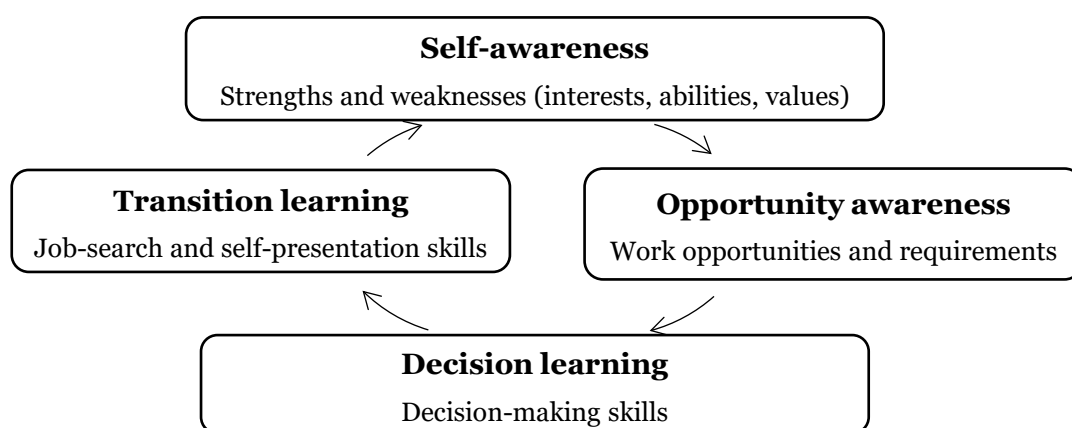 Self-awareness
Strengths and weaknesses (interests, abilities, values)
Transition learning
Job-search and self-presentation skills
Opportunity awareness
Work opportunities and requirements
Decision learning
Decision-making skills